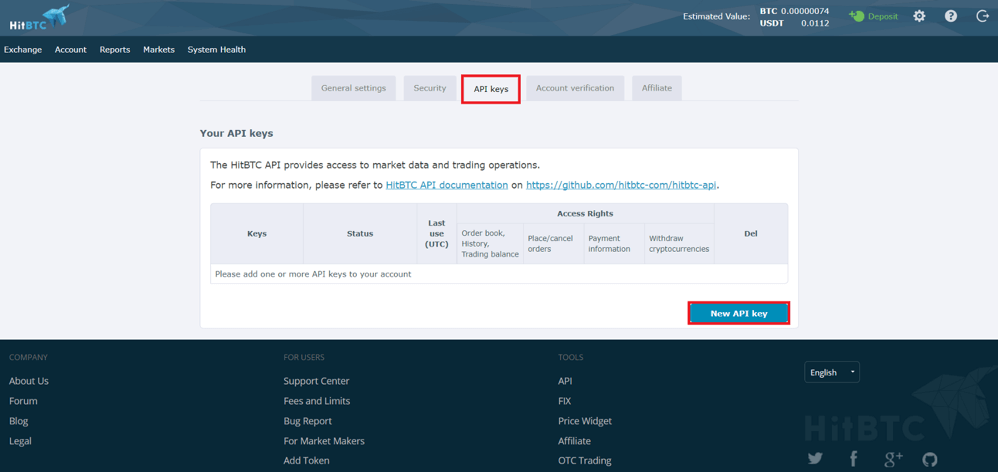 HitBTC
Estimated Value: BTC 0.00000074
USDT 0.0112
Deposit
Exchange Account Reports Markets System Health
General settings Security API keys Account verification Affiliate
Your API keys
The HitBTC API provides access to market data and trading operations.
For more information, please refer to HitBTC API documentation on https://github.com/hitbtc-com/hitbtc-api.
Keys Status Last use (UTC) Access Rights Del
Order book, History, Trading balance
Place/cancel orders
Payment information
Withdraw cryptocurrencies
Please add one or more API keys to your account
New API key
COMPANY
About Us
Forum
Blog
Legal
FOR USERS
Support Center
Fees and Limits
Bug Report
For Market Makers
Add Token
TOOLS
API
FIX
Price Widget
Affiliate
OTC Trading
English
HitBTC